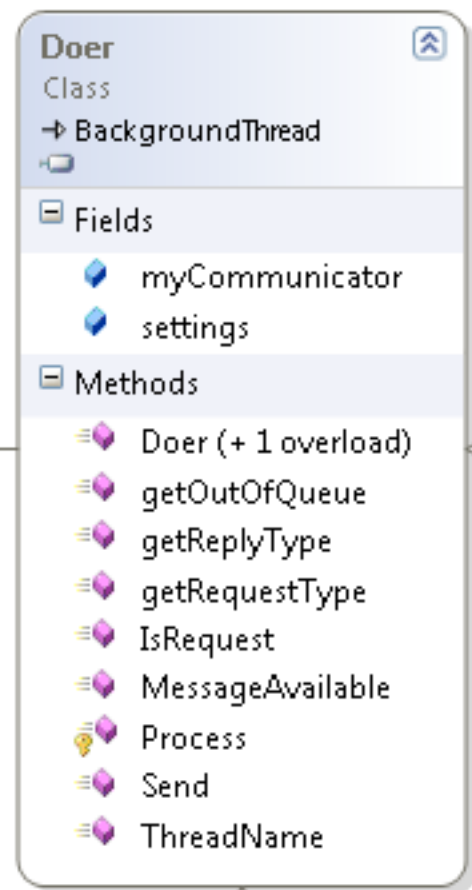 Doer
Class
BackgroundThread
Fields
myCommunicator
settings
Methods
Doer (+ 1 overload)
getOutOfQueue
getReplyType
getRequestType
IsRequest
MessageAvailable
Process
Send
ThreadName